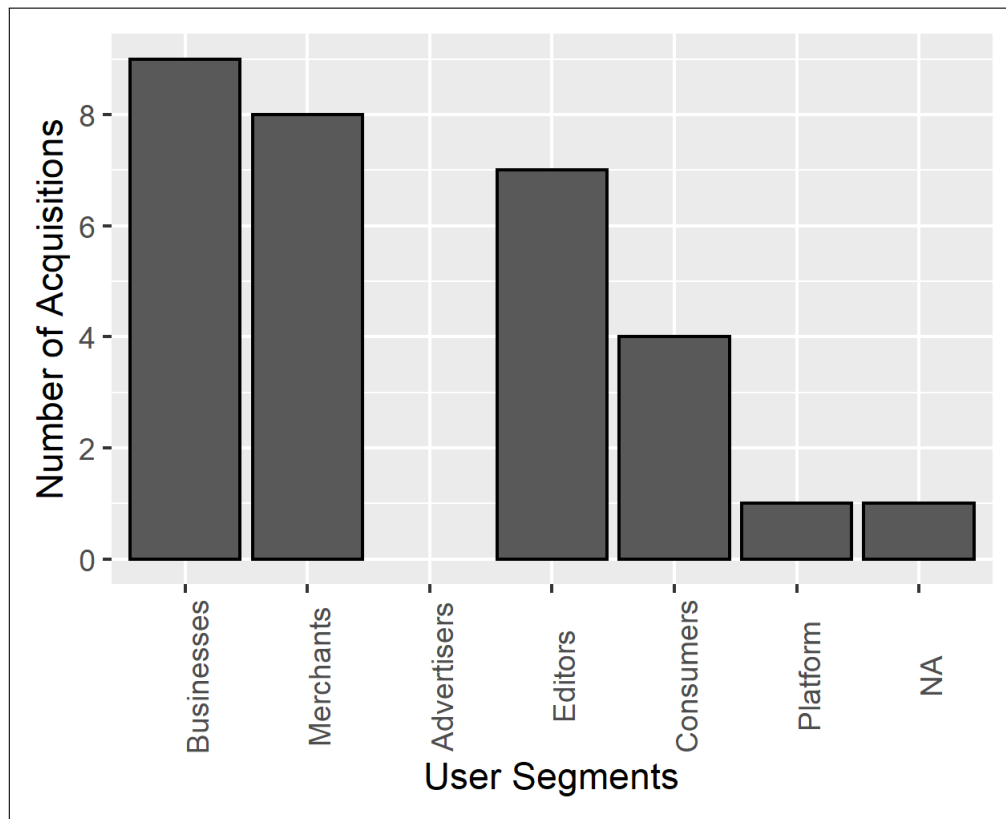 Number of Acquisitions
8
6
4
2
0
Businesses
Merchants
Advertisers
Editors
Consumers
Platform
NA
User Segments